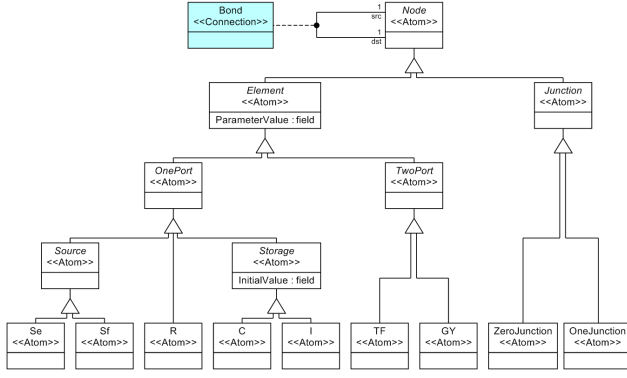 Bond
<<Connection>>
1
src
1
dst
Node
<<Atom>>
Element
<<Atom>>
ParameterValue : field
Junction
<<Atom>>
OnePort
<<Atom>>
TwoPort
<<Atom>>
Source
<<Atom>>
Storage
<<Atom>>
InitialValue : field
Se
<<Atom>>
Sf
<<Atom>>
R
<<Atom>>
C
<<Atom>>
I
<<Atom>>
TF
<<Atom>>
GY
<<Atom>>
ZeroJunction
<<Atom>>
OneJunction
<<Atom>>